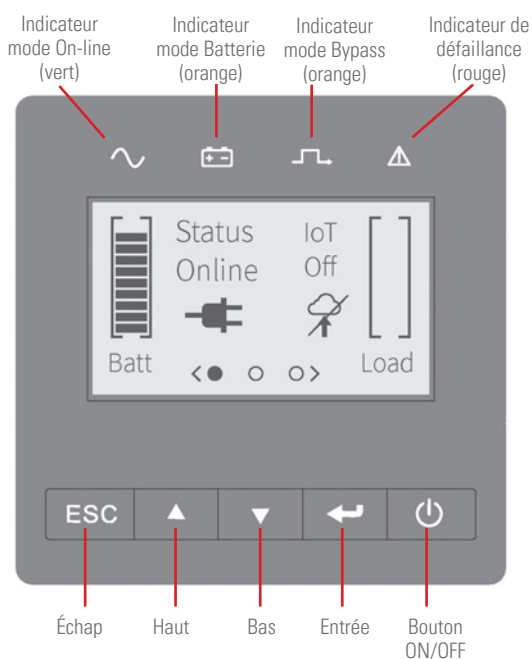 Indicateur
mode On-line
(vert)
Indicateur
mode Batterie
(orange)
Indicateur
mode Bypass
(orange)
Indicateur de
défaillance
(rouge)
Status
Online
IoT
Off
Batt
Load
ESC
Échap
Haut
Bas
Entrée
Bouton
ON/OFF